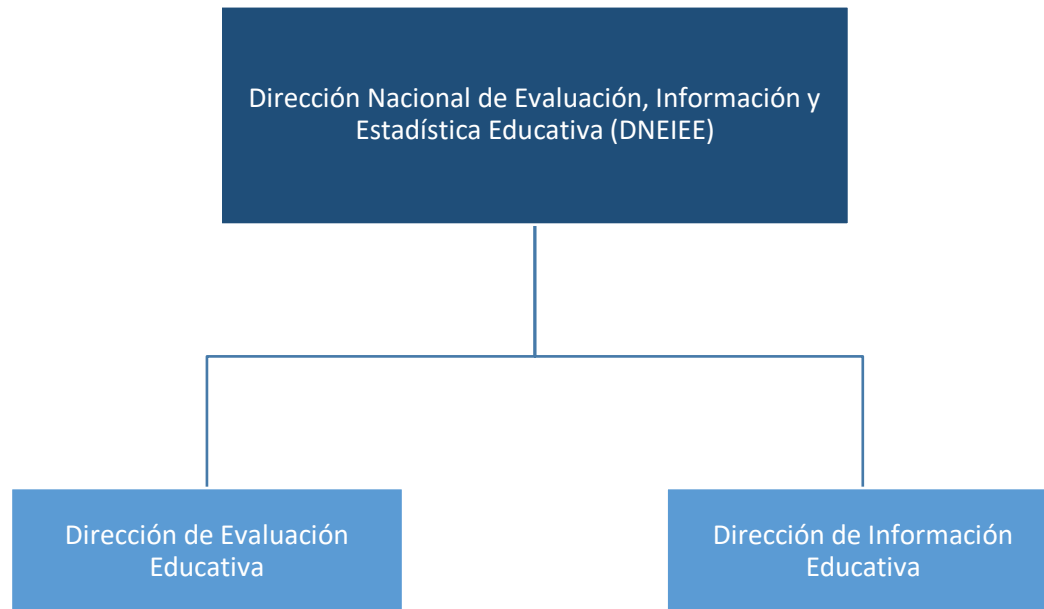 Dirección Nacional de Evaluación, Información y
Estadística Educativa (DNEIEE)
Dirección de Evaluación
Educativa
Dirección de Información
Educativa